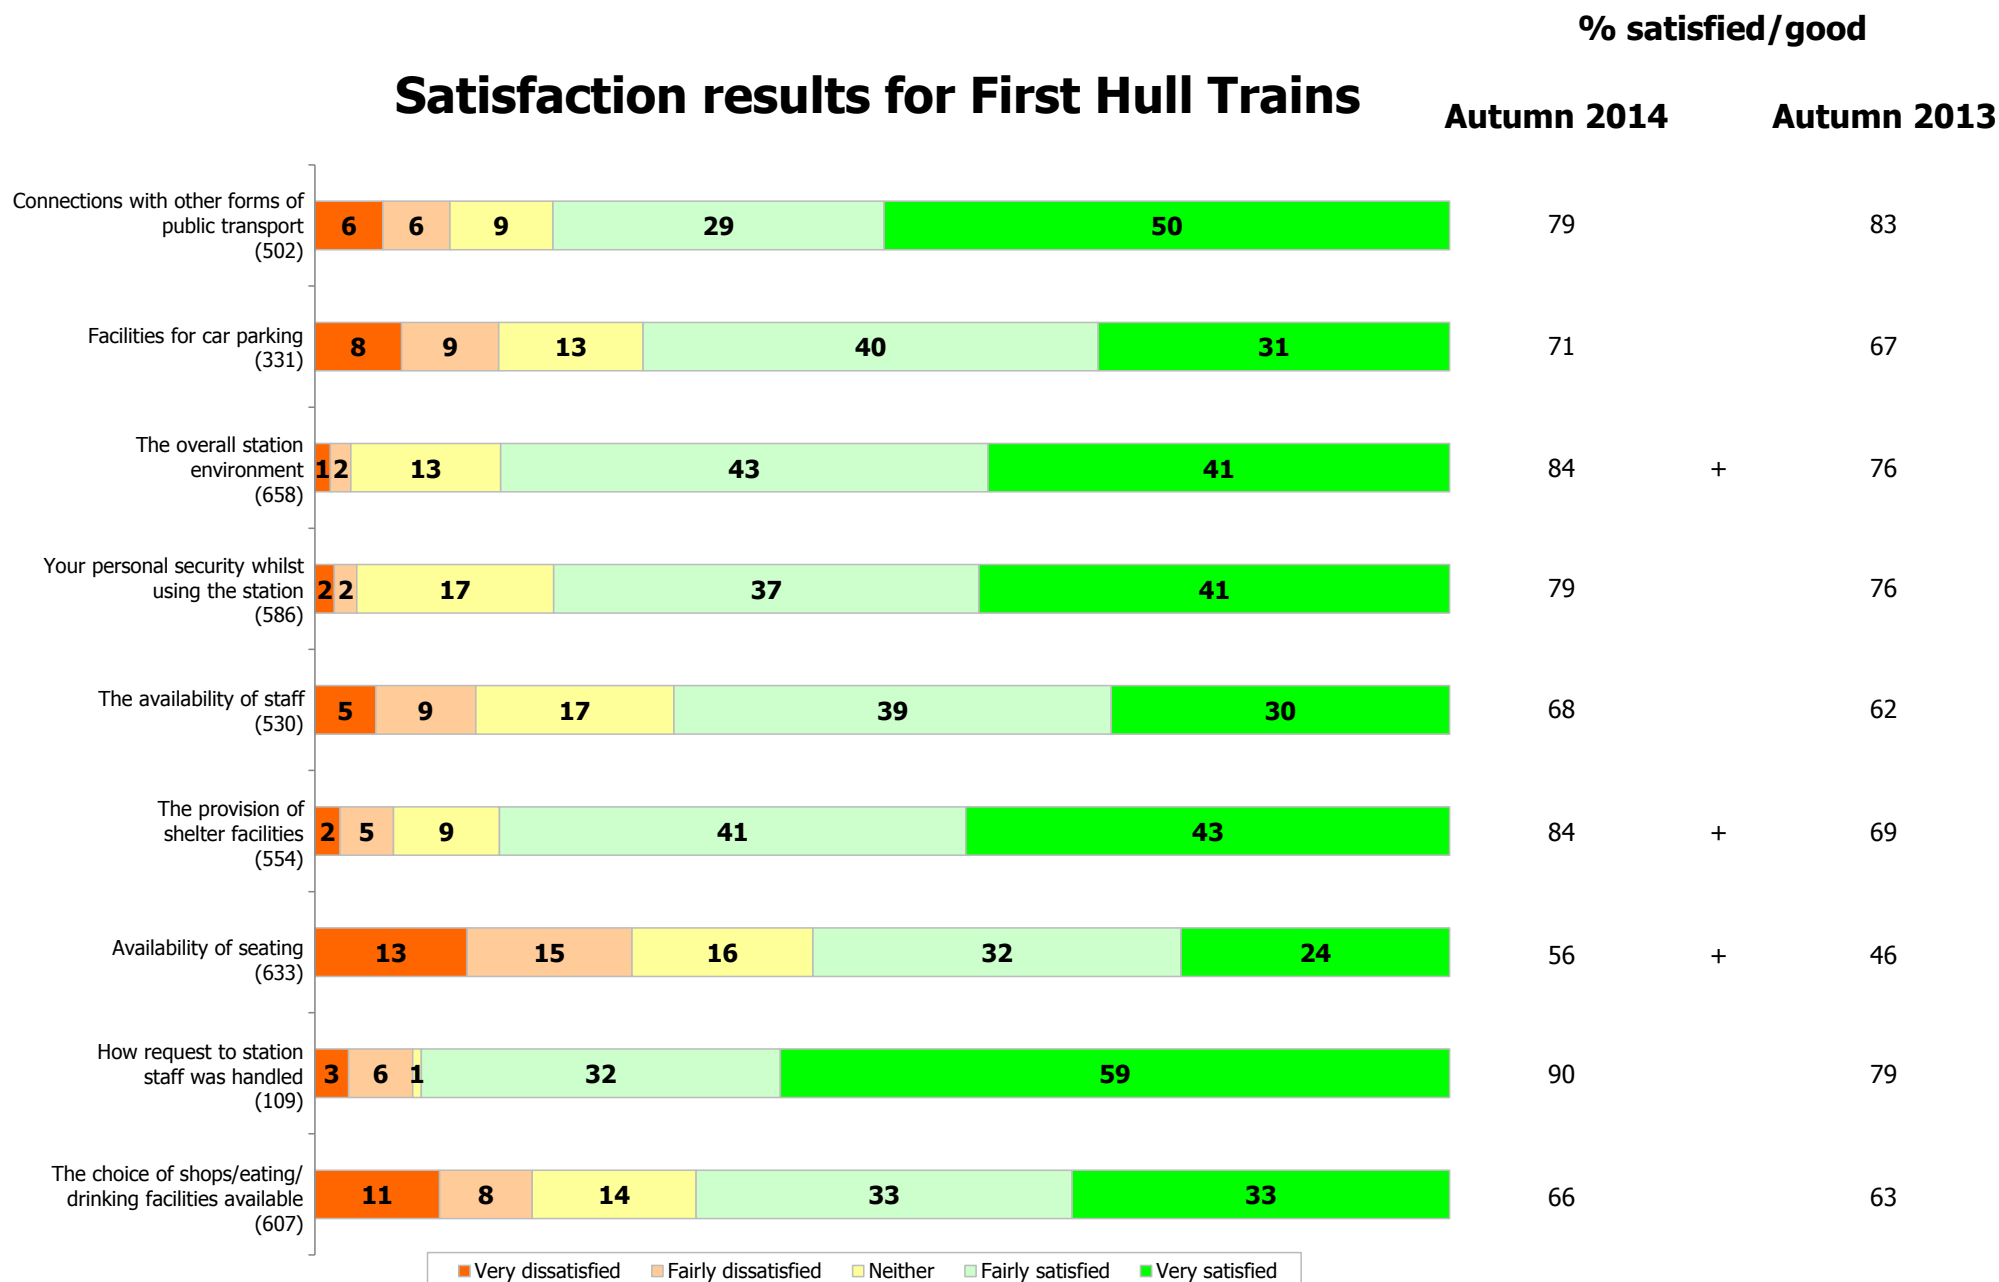 % satisfied/good
Satisfaction results for First Hull Trains
Autumn 2014 Autumn 2013
Connections with other forms of
public transport
(502)
6 6 9 29 50 79 83
Facilities for car parking
(331)
8 9 13 40 31 71 67
The overall station
environment
(658)
1 2 13 43 41 84 + 76
Your personal security whilst
using the station
(586)
2 2 17 37 41 79 76
The availability of staff
(530)
5 9 17 39 30 68 62
The provision of
shelter facilities
(554)
2 5 9 41 43 84 + 69
Availability of seating
(633)
13 15 16 32 24 56 + 46
How request to station
staff was handled
(109)
3 6 1 32 59 90 79
The choice of shops/eating/
drinking facilities available
(607)
11 8 14 33 33 66 63
Very dissatisfied Fairly dissatisfied Neither Fairly satisfied Very satisfied